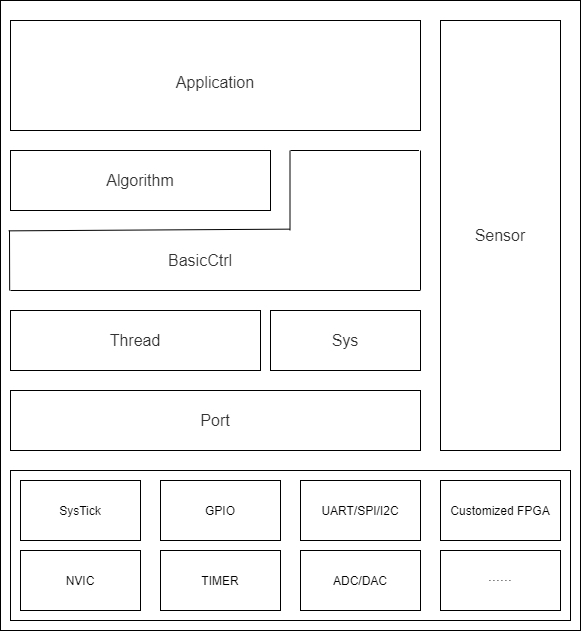 Application
Algorithm
Sensor
BasicCtrl
Thread
Sys
Port
SysTick
GPIO
UART/SPI/I2C
Customized FPGA
NVIC
TIMER
ADC/DAC
······